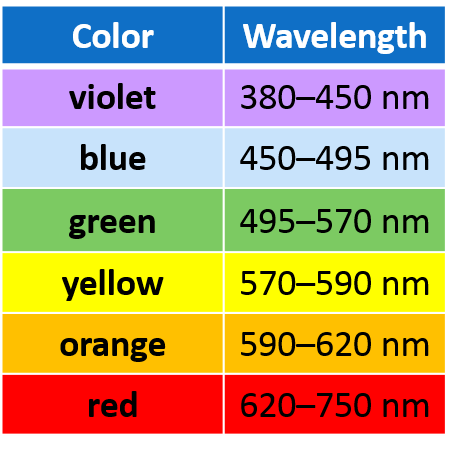 Color Wavelength
violet 380–450 nm
blue 450–495 nm
green 495–570 nm
yellow 570–590 nm
orange 590–620 nm
red 620–750 nm